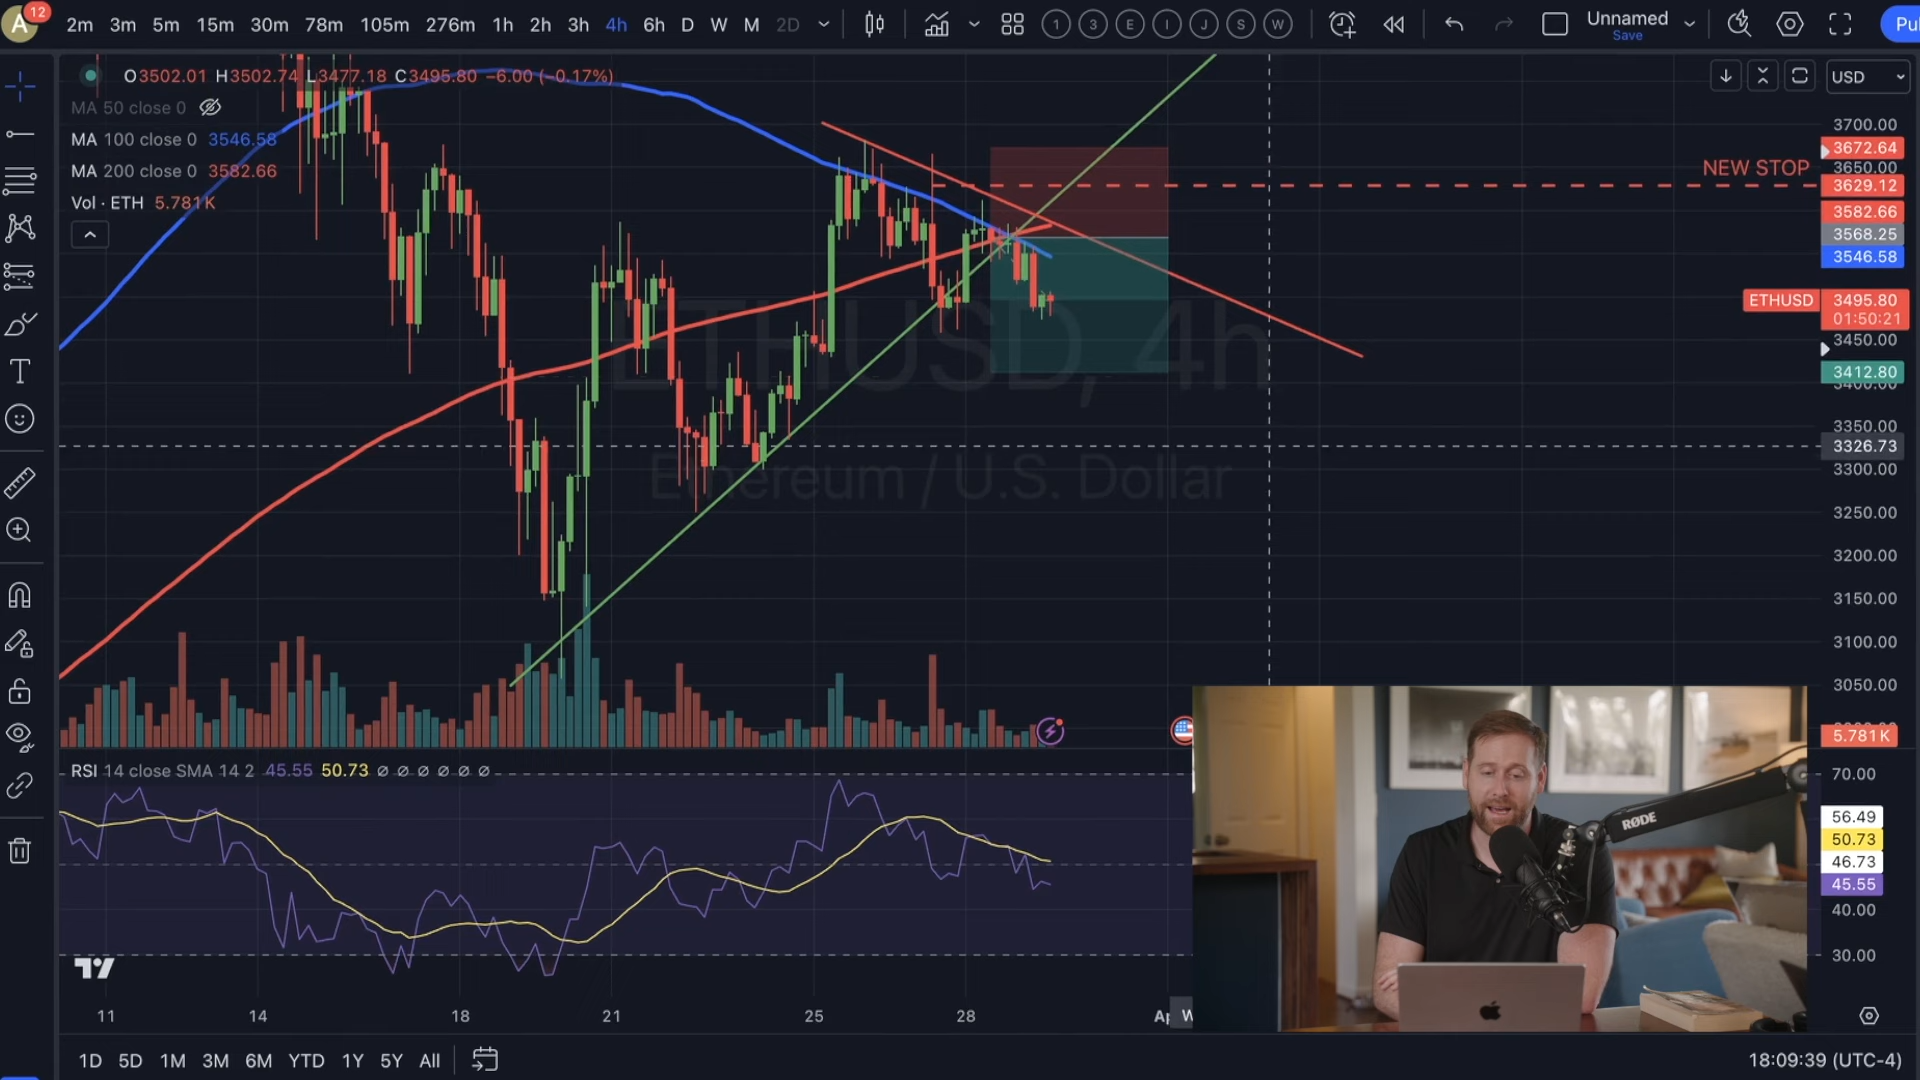 A 12 2m 3m 5m 15m 30m 78m 105m 276m 1h 2h 3h 4h 6h D W M 2D 1 3 E I J S W Unnamed Save Pu
O3502.01 H3502.74 L3477.18 C3495.80 −6.00 (−0.17%) USD
MA 50 close 0
MA 100 close 0 3546.58
MA 200 close 0 3582.66
Vol · ETH 5.781K
3700.00
3672.64
3650.00
NEW STOP
3629.12
3582.66
3568.25
3546.58
ETHUSD 3495.80
01:50:21
3450.00
3412.80
3400.00
3350.00
3326.73
3300.00
3250.00
3200.00
3150.00
3100.00
3050.00
5.781K
ETHUSD, 4h
Ethereum / U.S. Dollar
RSI 14 close SMA 14 2 45.55 50.73 ∅ ∅ ∅ ∅ ∅ ∅
70.00
56.49
50.73
46.73
45.55
40.00
30.00
RØDE
11 14 18 21 25 28 Ap W
1D 5D 1M 3M 6M YTD 1Y 5Y All 18:09:39 (UTC-4)